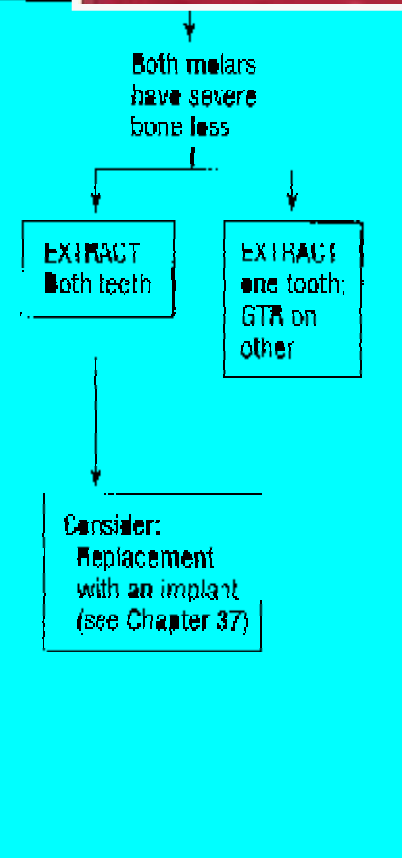 Both molars
have severe
bone loss
EXTRACT
Both teeth
EXTRACT
one tooth;
GTR on
other
Consider:
Replacement
with an implant
(see Chapter 37)